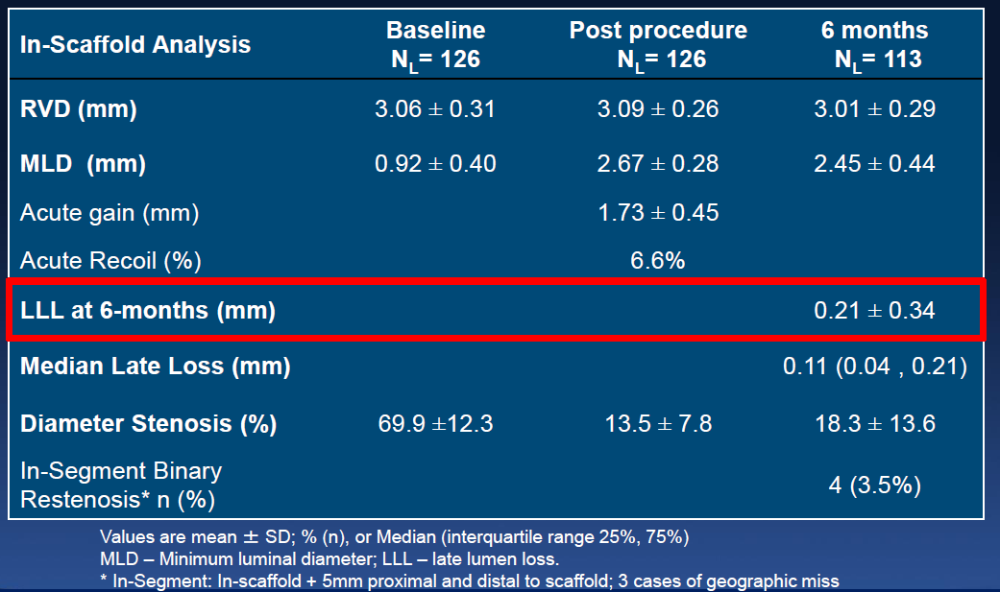 In-Scaffold Analysis Baseline N_L= 126 Post procedure N_L= 126 6 months N_L= 113
RVD (mm) 3.06 ± 0.31 3.09 ± 0.26 3.01 ± 0.29
MLD (mm) 0.92 ± 0.40 2.67 ± 0.28 2.45 ± 0.44
Acute gain (mm) 1.73 ± 0.45
Acute Recoil (%) 6.6%
LLL at 6-months (mm) 0.21 ± 0.34
Median Late Loss (mm) 0.11 (0.04 , 0.21)
Diameter Stenosis (%) 69.9 ±12.3 13.5 ± 7.8 18.3 ± 13.6
In-Segment Binary
Restenosis* n (%) 4 (3.5%)
Values are mean ± SD; % (n), or Median (interquartile range 25%, 75%)
MLD – Minimum luminal diameter; LLL – late lumen loss.
* In-Segment: In-scaffold + 5mm proximal and distal to scaffold; 3 cases of geographic miss